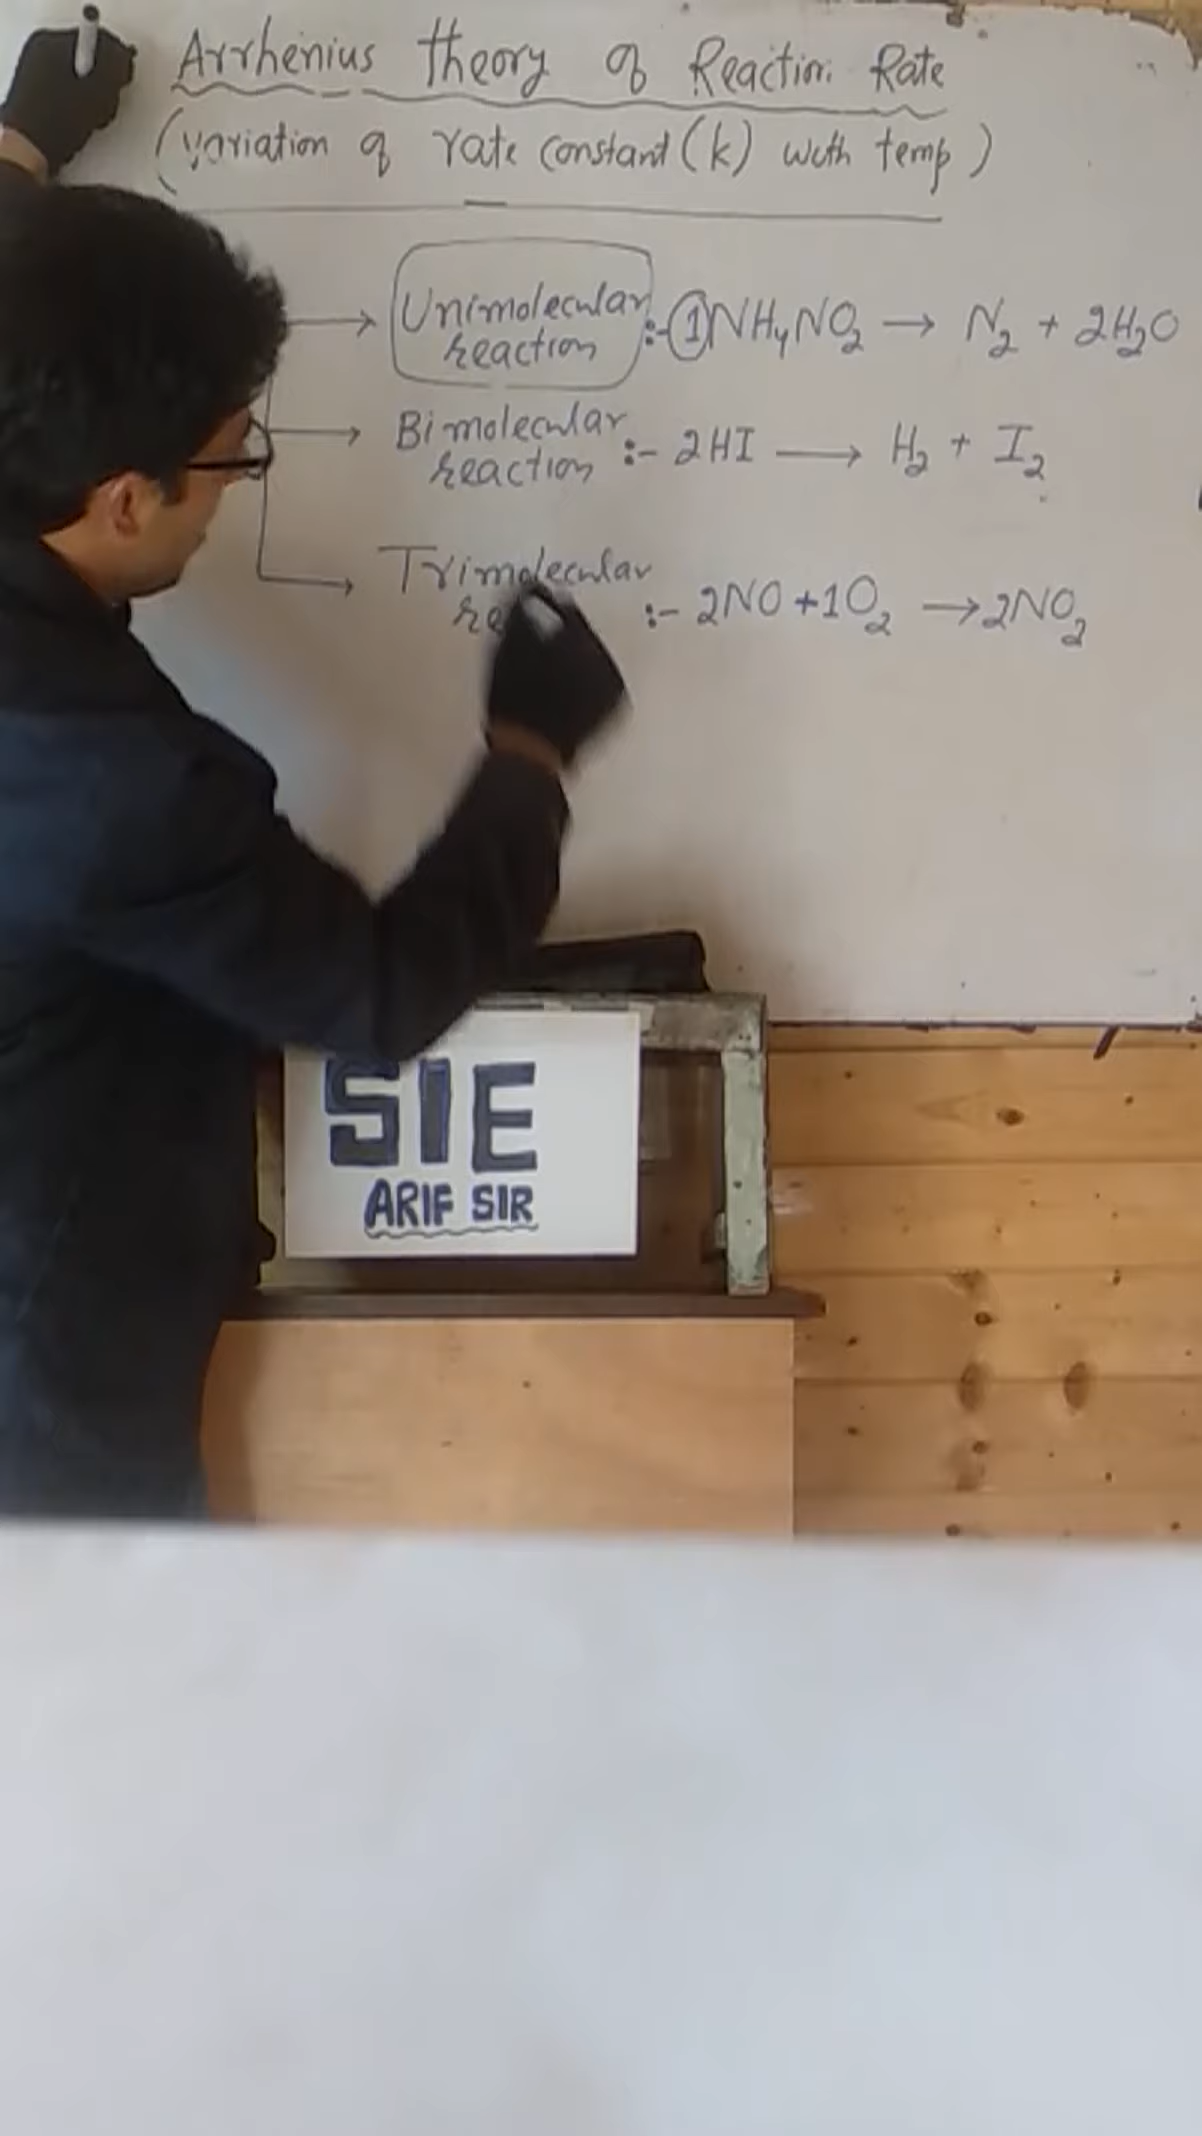 Arrhenius theory of Reaction Rate
(variation of rate constant (k) with temp)
Unimolecular reaction :- 1NH4NO2 → N2 + 2H2O
Bimolecular reaction :- 2HI → H2 + I2
Trimolecular :- 2NO + 1O2 → 2NO2
SIE
ARIF SIR